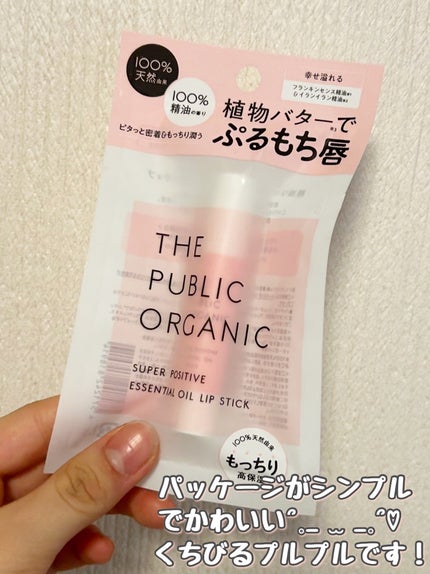 100%
天然由来
100%
精油の香り
幸せ溢れる
フランキンセンス精油
&イランイラン精油
植物バターで
ピタっと密着&もっちり潤う
ぷるもち唇
THE
PUBLIC
ORGANIC
SUPER POSITIVE
ESSENTIAL OIL LIP STICK
100%天然由来
もっちり
高保湿
パッケージがシンプル
でかわいい^._ ⎵ _.^♡
くちびるプルプルです！